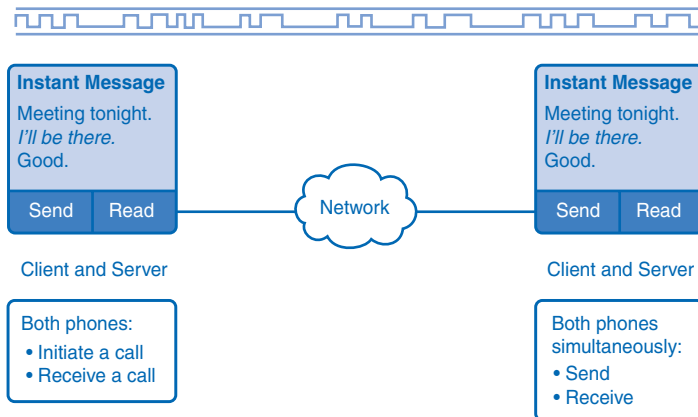 Instant Message
Meeting tonight.
I'll be there.
Good.
Send Read
Client and Server
Both phones:
• Initiate a call
• Receive a call
Network
Instant Message
Meeting tonight.
I'll be there.
Good.
Send Read
Client and Server
Both phones
simultaneously:
• Send
• Receive